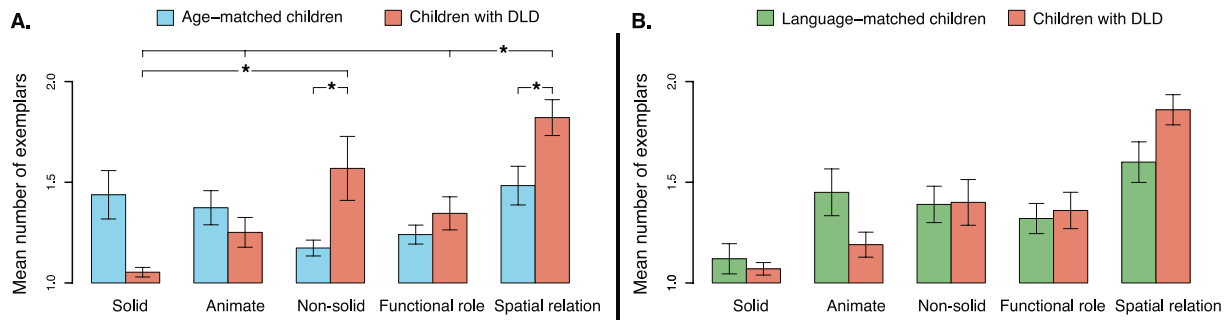 A.
Age−matched children
Children with DLD
*
*
*
*
Mean number of exemplars
2.0
1.5
1.0
Solid
Animate
Non−solid
Functional role
Spatial relation
B.
Language−matched children
Children with DLD
Mean number of exemplars
2.0
1.5
1.0
Solid
Animate
Non−solid
Functional role
Spatial relation